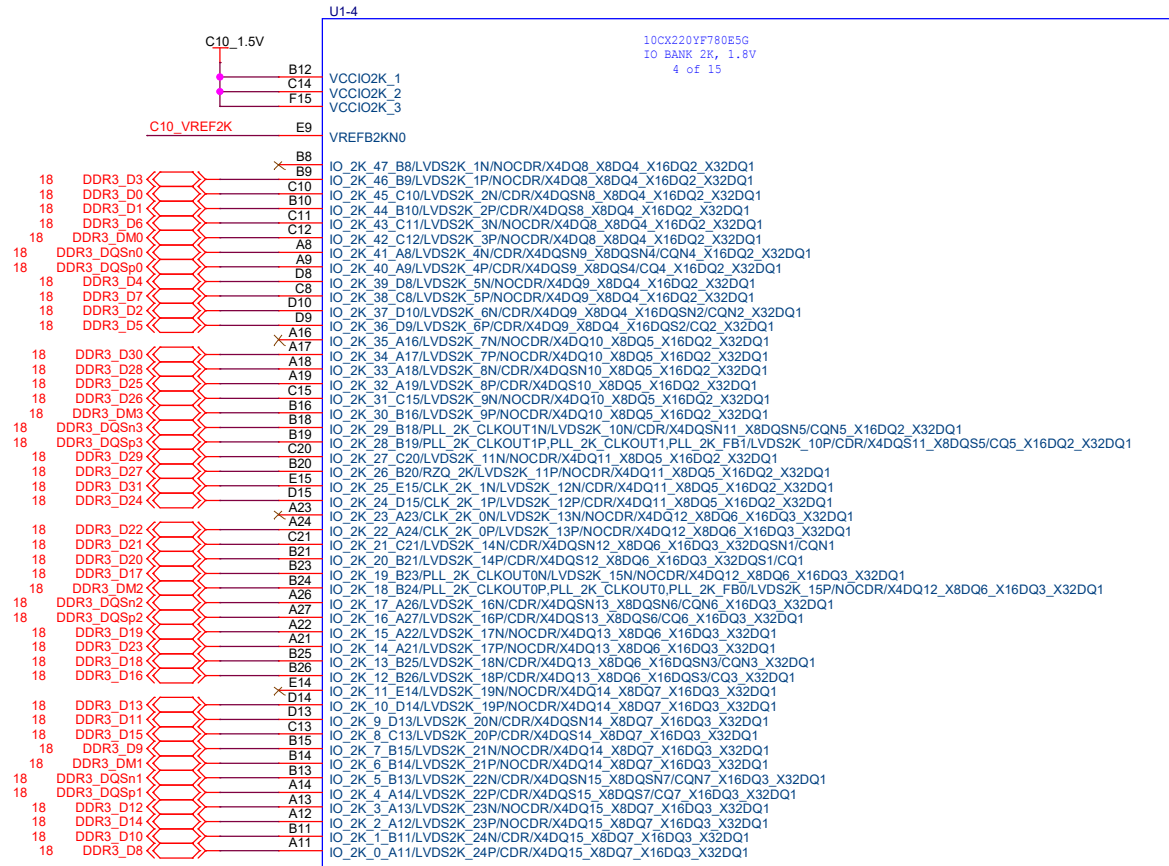 U1-4
10CX220YF780E5G
IO BANK 2K, 1.8V
4 of 15
C10_1.5V
B12 VCCIO2K_1
C14 VCCIO2K_2
F15 VCCIO2K_3
C10_VREF2K E9 VREFB2KN0
B8 IO_2K_47_B8/LVDS2K_1N/NOCDR/X4DQ8_X8DQ4_X16DQ2_X32DQ1
18 DDR3_D3 B9 IO_2K_46_B9/LVDS2K_1P/NOCDR/X4DQ8_X8DQ4_X16DQ2_X32DQ1
18 DDR3_D0 C10 IO_2K_45_C10/LVDS2K_2N/CDR/X4DQSN8_X8DQ4_X16DQ2_X32DQ1
18 DDR3_D1 B10 IO_2K_44_B10/LVDS2K_2P/CDR/X4DQS8_X8DQ4_X16DQ2_X32DQ1
18 DDR3_D6 C11 IO_2K_43_C11/LVDS2K_3N/NOCDR/X4DQ8_X8DQ4_X16DQ2_X32DQ1
18 DDR3_DM0 C12 IO_2K_42_C12/LVDS2K_3P/NOCDR/X4DQ8_X8DQ4_X16DQ2_X32DQ1
18 DDR3_DQSn0 A8 IO_2K_41_A8/LVDS2K_4N/CDR/X4DQSN9_X8DQSN4/CQN4_X16DQ2_X32DQ1
18 DDR3_DQSp0 A9 IO_2K_40_A9/LVDS2K_4P/CDR/X4DQS9_X8DQS4/CQ4_X16DQ2_X32DQ1
18 DDR3_D4 D8 IO_2K_39_D8/LVDS2K_5N/NOCDR/X4DQ9_X8DQ4_X16DQ2_X32DQ1
18 DDR3_D7 C8 IO_2K_38_C8/LVDS2K_5P/NOCDR/X4DQ9_X8DQ4_X16DQ2_X32DQ1
18 DDR3_D2 D10 IO_2K_37_D10/LVDS2K_6N/CDR/X4DQ9_X8DQ4_X16DQSN2/CQN2_X32DQ1
18 DDR3_D5 D9 IO_2K_36_D9/LVDS2K_6P/CDR/X4DQ9_X8DQ4_X16DQS2/CQ2_X32DQ1
A16 IO_2K_35_A16/LVDS2K_7N/NOCDR/X4DQ10_X8DQ5_X16DQ2_X32DQ1
18 DDR3_D30 A17 IO_2K_34_A17/LVDS2K_7P/NOCDR/X4DQ10_X8DQ5_X16DQ2_X32DQ1
18 DDR3_D28 A18 IO_2K_33_A18/LVDS2K_8N/CDR/X4DQSN10_X8DQ5_X16DQ2_X32DQ1
18 DDR3_D25 A19 IO_2K_32_A19/LVDS2K_8P/CDR/X4DQS10_X8DQ5_X16DQ2_X32DQ1
18 DDR3_D26 C15 IO_2K_31_C15/LVDS2K_9N/NOCDR/X4DQ10_X8DQ5_X16DQ2_X32DQ1
18 DDR3_DM3 B16 IO_2K_30_B16/LVDS2K_9P/NOCDR/X4DQ10_X8DQ5_X16DQ2_X32DQ1
18 DDR3_DQSn3 B18 IO_2K_29_B18/PLL_2K_CLKOUT1N/LVDS2K_10N/CDR/X4DQSN11_X8DQSN5/CQN5_X16DQ2_X32DQ1
18 DDR3_DQSp3 B19 IO_2K_28_B19/PLL_2K_CLKOUT1P,PLL_2K_CLKOUT1,PLL_2K_FB1/LVDS2K_10P/CDR/X4DQS11_X8DQS5/CQ5_X16DQ2_X32DQ1
18 DDR3_D29 C20 IO_2K_27_C20/LVDS2K_11N/NOCDR/X4DQ11_X8DQ5_X16DQ2_X32DQ1
18 DDR3_D27 B20 IO_2K_26_B20/RZQ_2K/LVDS2K_11P/NOCDR/X4DQ11_X8DQ5_X16DQ2_X32DQ1
18 DDR3_D31 E15 IO_2K_25_E15/CLK_2K_1N/LVDS2K_12N/CDR/X4DQ11_X8DQ5_X16DQ2_X32DQ1
18 DDR3_D24 D15 IO_2K_24_D15/CLK_2K_1P/LVDS2K_12P/CDR/X4DQ11_X8DQ5_X16DQ2_X32DQ1
A23 IO_2K_23_A23/CLK_2K_0N/LVDS2K_13N/NOCDR/X4DQ12_X8DQ6_X16DQ3_X32DQ1
18 DDR3_D22 A24 IO_2K_22_A24/CLK_2K_0P/LVDS2K_13P/NOCDR/X4DQ12_X8DQ6_X16DQ3_X32DQ1
18 DDR3_D21 C21 IO_2K_21_C21/LVDS2K_14N/CDR/X4DQSN12_X8DQ6_X16DQ3_X32DQSN1/CQN1
18 DDR3_D20 B21 IO_2K_20_B21/LVDS2K_14P/CDR/X4DQS12_X8DQ6_X16DQ3_X32DQS1/CQ1
18 DDR3_D17 B23 IO_2K_19_B23/PLL_2K_CLKOUT0N/LVDS2K_15N/NOCDR/X4DQ12_X8DQ6_X16DQ3_X32DQ1
18 DDR3_DM2 B24 IO_2K_18_B24/PLL_2K_CLKOUT0P,PLL_2K_CLKOUT0,PLL_2K_FB0/LVDS2K_15P/NOCDR/X4DQ12_X8DQ6_X16DQ3_X32DQ1
18 DDR3_DQSn2 A26 IO_2K_17_A26/LVDS2K_16N/CDR/X4DQSN13_X8DQSN6/CQN6_X16DQ3_X32DQ1
18 DDR3_DQSp2 A27 IO_2K_16_A27/LVDS2K_16P/CDR/X4DQS13_X8DQS6/CQ6_X16DQ3_X32DQ1
18 DDR3_D19 A22 IO_2K_15_A22/LVDS2K_17N/NOCDR/X4DQ13_X8DQ6_X16DQ3_X32DQ1
18 DDR3_D23 A21 IO_2K_14_A21/LVDS2K_17P/NOCDR/X4DQ13_X8DQ6_X16DQ3_X32DQ1
18 DDR3_D18 B25 IO_2K_13_B25/LVDS2K_18N/CDR/X4DQ13_X8DQ6_X16DQSN3/CQN3_X32DQ1
18 DDR3_D16 B26 IO_2K_12_B26/LVDS2K_18P/CDR/X4DQ13_X8DQ6_X16DQS3/CQ3_X32DQ1
E14 IO_2K_11_E14/LVDS2K_19N/NOCDR/X4DQ14_X8DQ7_X16DQ3_X32DQ1
18 DDR3_D13 D14 IO_2K_10_D14/LVDS2K_19P/NOCDR/X4DQ14_X8DQ7_X16DQ3_X32DQ1
18 DDR3_D11 D13 IO_2K_9_D13/LVDS2K_20N/CDR/X4DQSN14_X8DQ7_X16DQ3_X32DQ1
18 DDR3_D15 C13 IO_2K_8_C13/LVDS2K_20P/CDR/X4DQS14_X8DQ7_X16DQ3_X32DQ1
18 DDR3_D9 B15 IO_2K_7_B15/LVDS2K_21N/NOCDR/X4DQ14_X8DQ7_X16DQ3_X32DQ1
18 DDR3_DM1 B14 IO_2K_6_B14/LVDS2K_21P/NOCDR/X4DQ14_X8DQ7_X16DQ3_X32DQ1
18 DDR3_DQSn1 B13 IO_2K_5_B13/LVDS2K_22N/CDR/X4DQSN15_X8DQSN7/CQN7_X16DQ3_X32DQ1
18 DDR3_DQSp1 A14 IO_2K_4_A14/LVDS2K_22P/CDR/X4DQS15_X8DQS7/CQ7_X16DQ3_X32DQ1
18 DDR3_D12 A13 IO_2K_3_A13/LVDS2K_23N/NOCDR/X4DQ15_X8DQ7_X16DQ3_X32DQ1
18 DDR3_D14 A12 IO_2K_2_A12/LVDS2K_23P/NOCDR/X4DQ15_X8DQ7_X16DQ3_X32DQ1
18 DDR3_D10 B11 IO_2K_1_B11/LVDS2K_24N/CDR/X4DQ15_X8DQ7_X16DQ3_X32DQ1
18 DDR3_D8 A11 IO_2K_0_A11/LVDS2K_24P/CDR/X4DQ15_X8DQ7_X16DQ3_X32DQ1